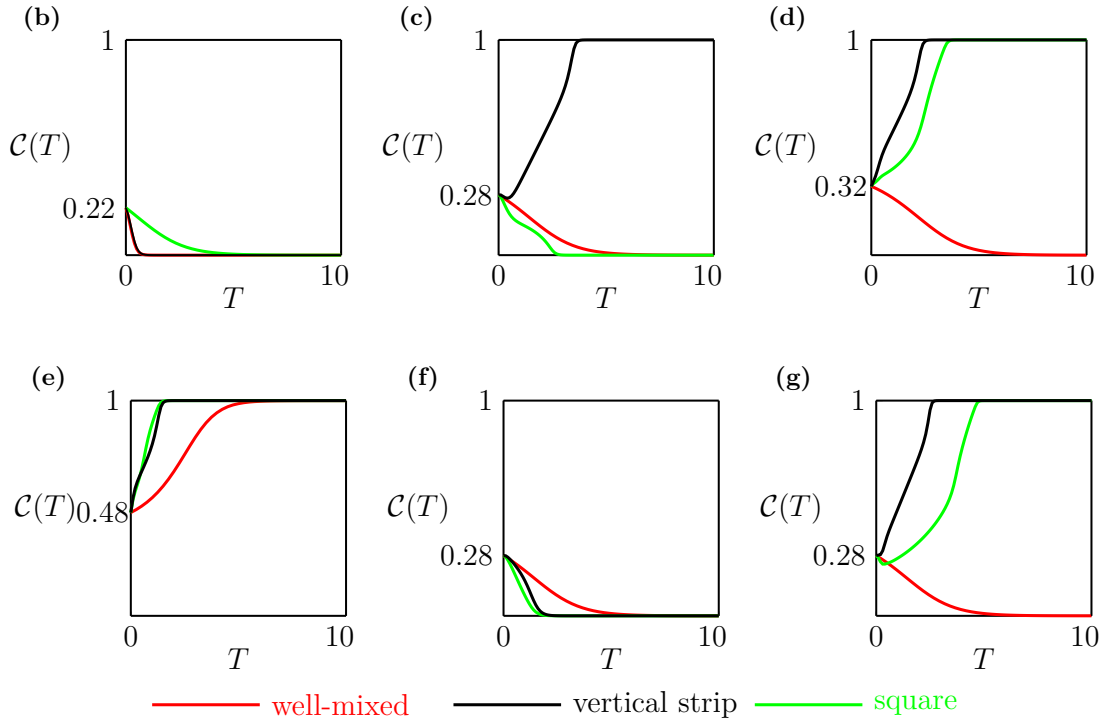 (b)
1
C(T)
0.22
0
10
T
(c)
1
C(T)
0.28
0
10
T
(d)
1
C(T)
0.32
0
10
T
(e)
1
C(T)
0.48
0
10
T
(f)
1
C(T)
0.28
0
10
T
(g)
1
C(T)
0.28
0
10
T
well-mixed
vertical strip
square